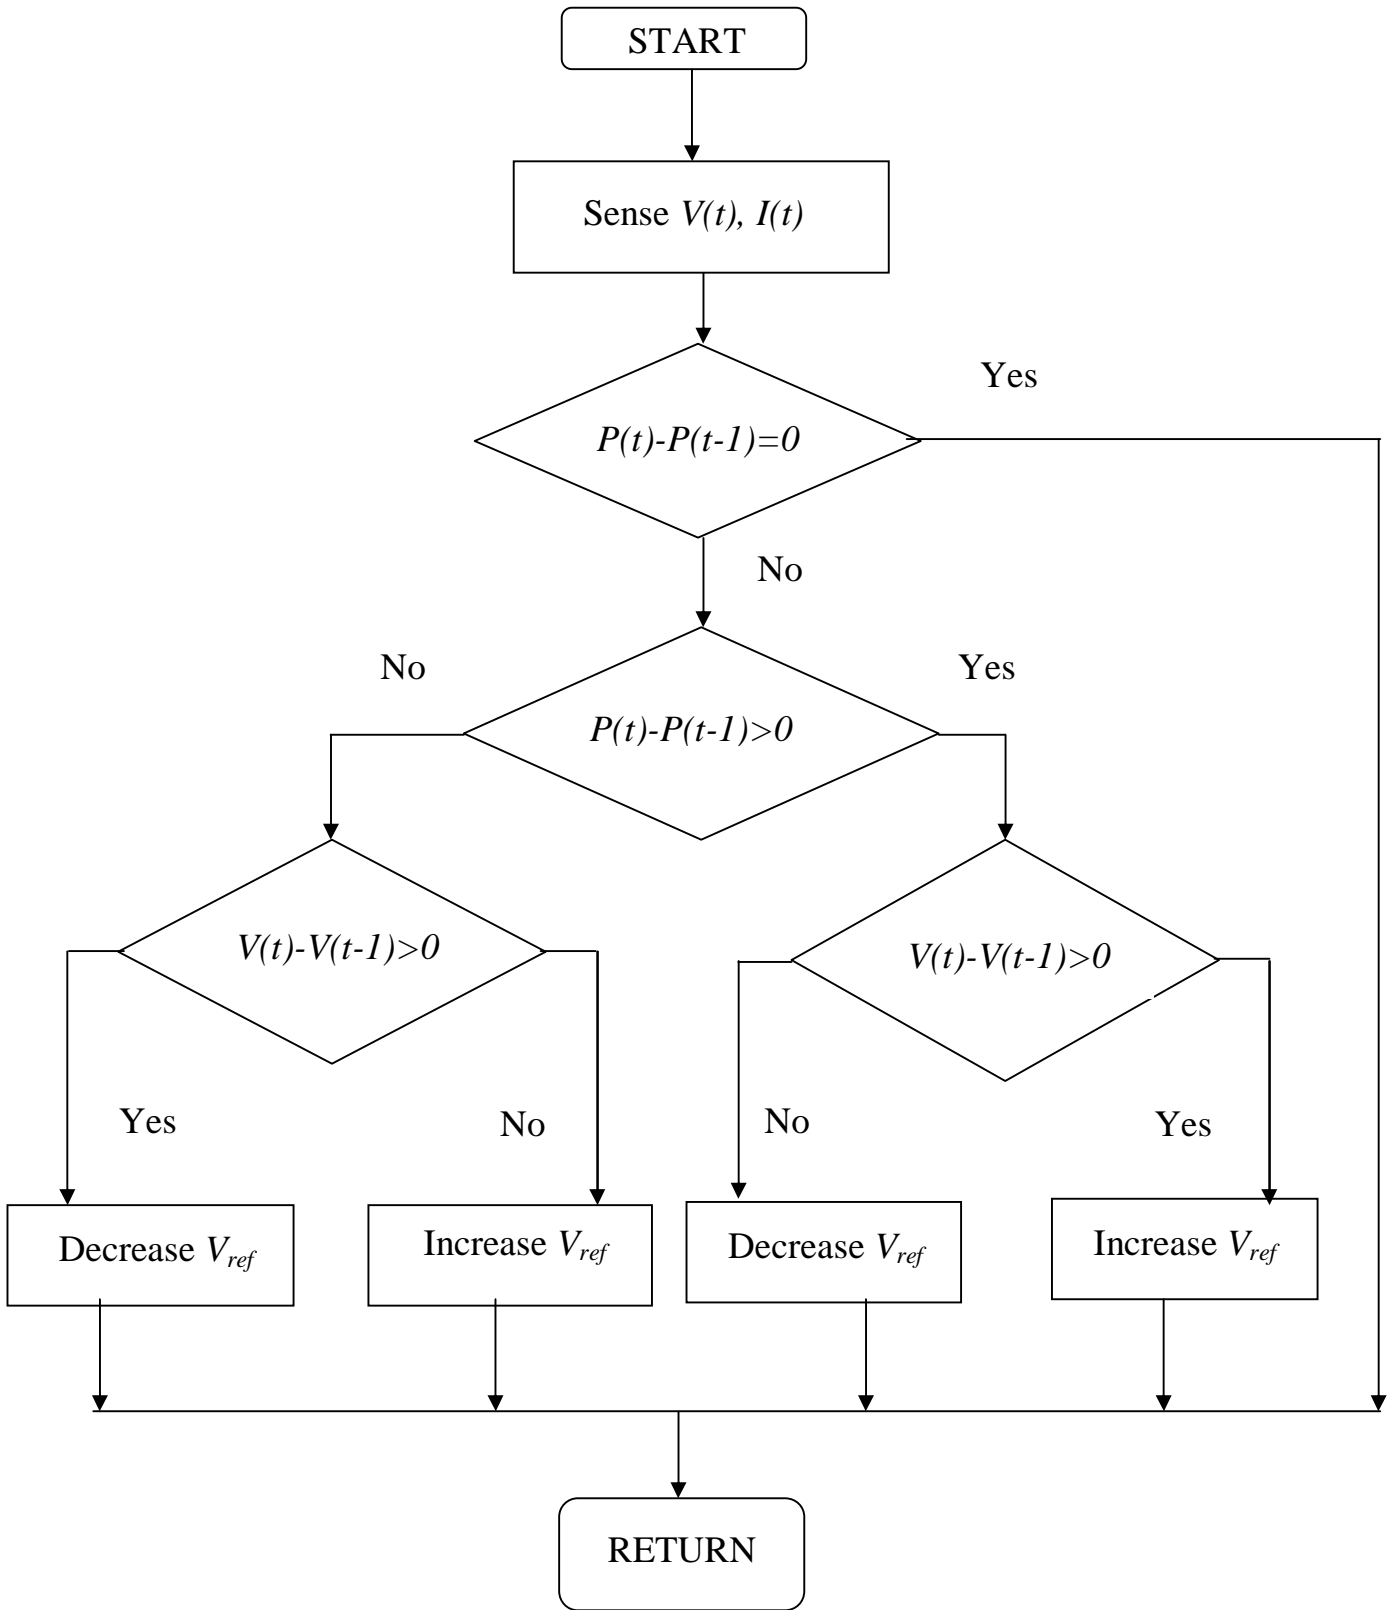 START
Sense V(t), I(t)
Yes
P(t)-P(t-1)=0
No
No
Yes
P(t)-P(t-1)>0
V(t)-V(t-1)>0
V(t)-V(t-1)>0
Yes
No
No
Yes
Decrease Vref
Increase Vref
Decrease Vref
Increase Vref
RETURN